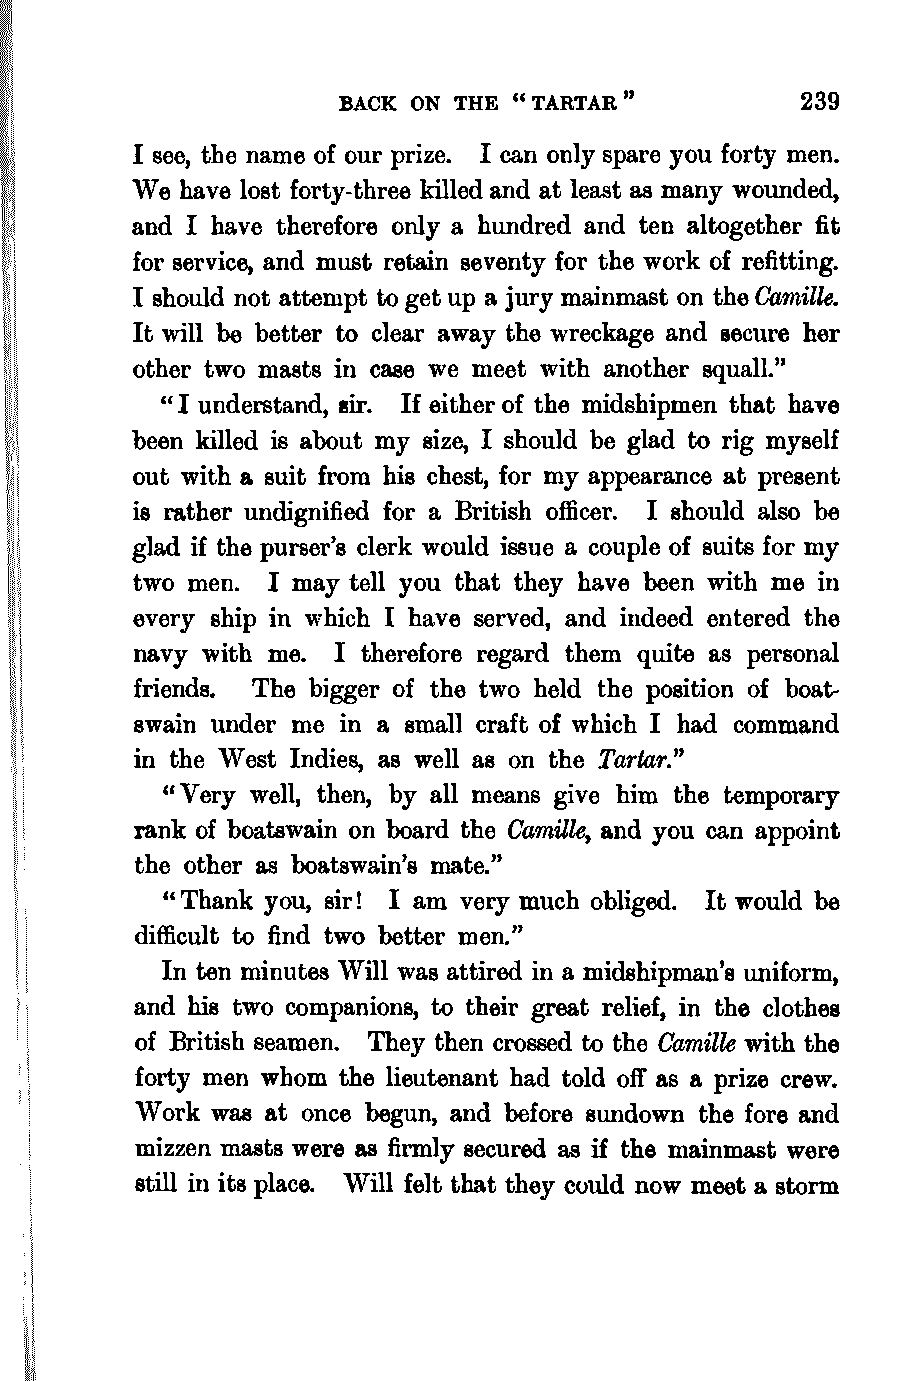 BACK ON THE “TARTAR” 239
I see, the name of our prize. I can only spare you forty men.
We have lost forty-three killed and at least as many wounded,
and I have therefore only a hundred and ten altogether fit
for service, and must retain seventy for the work of refitting.
I should not attempt to get up a jury mainmast on the Camille.
It will be better to clear away the wreckage and secure her
other two masts in case we meet with another squall.”
“I understand, sir. If either of the midshipmen that have
been killed is about my size, I should be glad to rig myself
out with a suit from his chest, for my appearance at present
is rather undignified for a British officer. I should also be
glad if the purser’s clerk would issue a couple of suits for my
two men. I may tell you that they have been with me in
every ship in which I have served, and indeed entered the
navy with me. I therefore regard them quite as personal
friends. The bigger of the two held the position of boat-
swain under me in a small craft of which I had command
in the West Indies, as well as on the Tartar.”
“Very well, then, by all means give him the temporary
rank of boatswain on board the Camille, and you can appoint
the other as boatswain’s mate.”
“Thank you, sir! I am very much obliged. It would be
difficult to find two better men.”
In ten minutes Will was attired in a midshipman’s uniform,
and his two companions, to their great relief, in the clothes
of British seamen. They then crossed to the Camille with the
forty men whom the lieutenant had told off as a prize crew.
Work was at once begun, and before sundown the fore and
mizzen masts were as firmly secured as if the mainmast were
still in its place. Will felt that they could now meet a storm